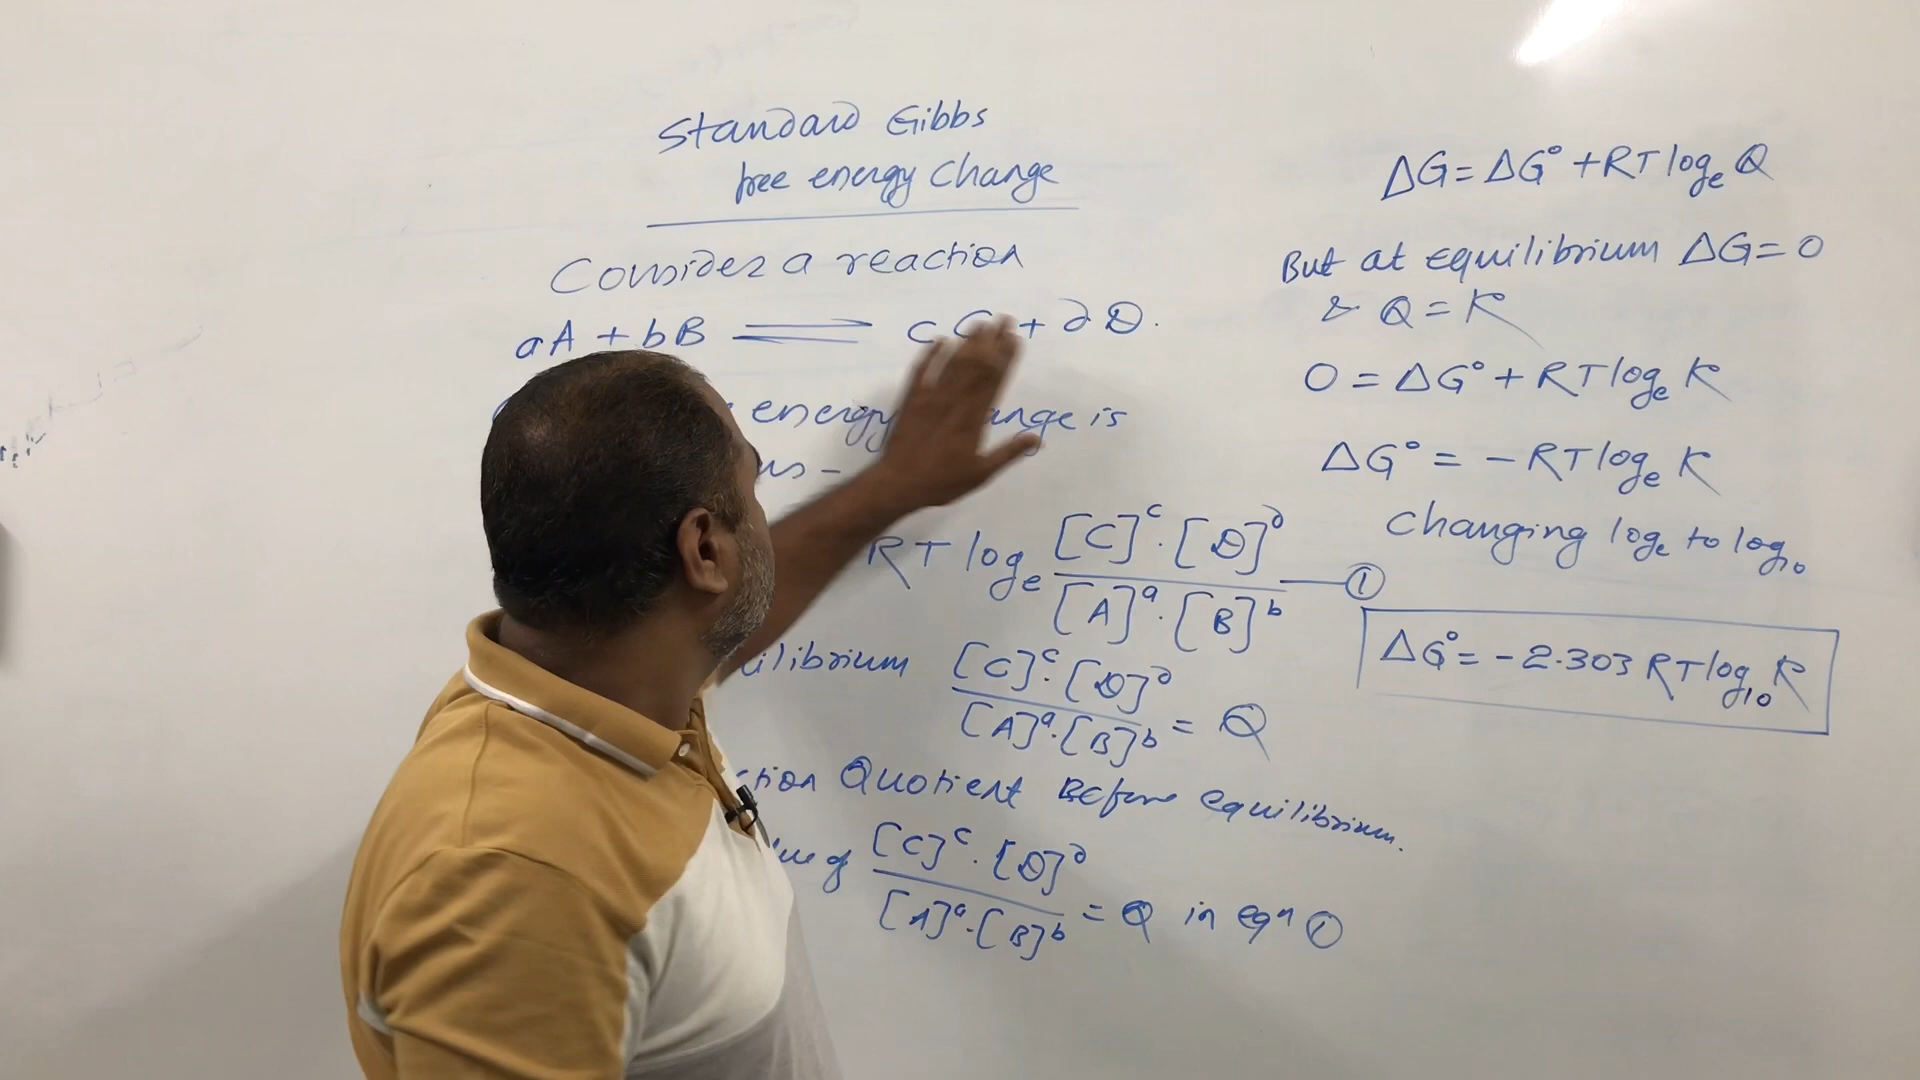 Standard Gibbs
free energy change
Consider a reaction
aA + bB ⇌ cC + dD.
energy change is
RT logₑ [C]ᶜ.[D]ᵈ / [A]ᵃ.[B]ᵇ — ①
ilibrium [C]ᶜ.[D]ᵈ / [A]ᵃ.[B]ᵇ = Q
tion Quotient Before equilibrium.
ue of [C]ᶜ.[D]ᵈ / [A]ᵃ.[B]ᵇ = Q in eqn ①
ΔG = ΔG° + RT logₑ Q
But at equilibrium ΔG = 0
& Q = K
0 = ΔG° + RT logₑ K
ΔG° = - RT logₑ K
Changing logₑ to log₁₀
ΔG° = - 2.303 RT log₁₀ K